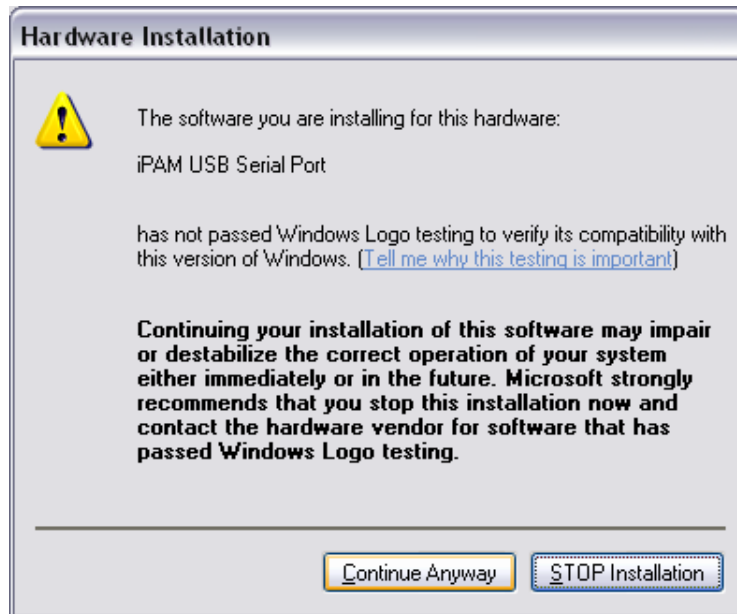 Hardware Installation
The software you are installing for this hardware:
iPAM USB Serial Port
has not passed Windows Logo testing to verify its compatibility with
this version of Windows. (Tell me why this testing is important)
Continuing your installation of this software may impair
or destabilize the correct operation of your system
either immediately or in the future. Microsoft strongly
recommends that you stop this installation now and
contact the hardware vendor for software that has
passed Windows Logo testing.
Continue Anyway
STOP Installation